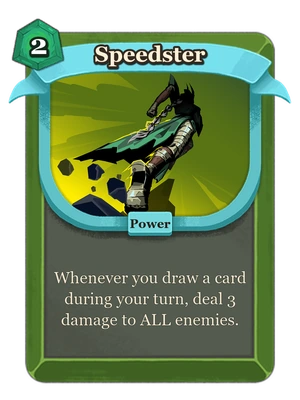 2
Speedster
Power
Whenever you draw a card
during your turn, deal 3
damage to ALL enemies.